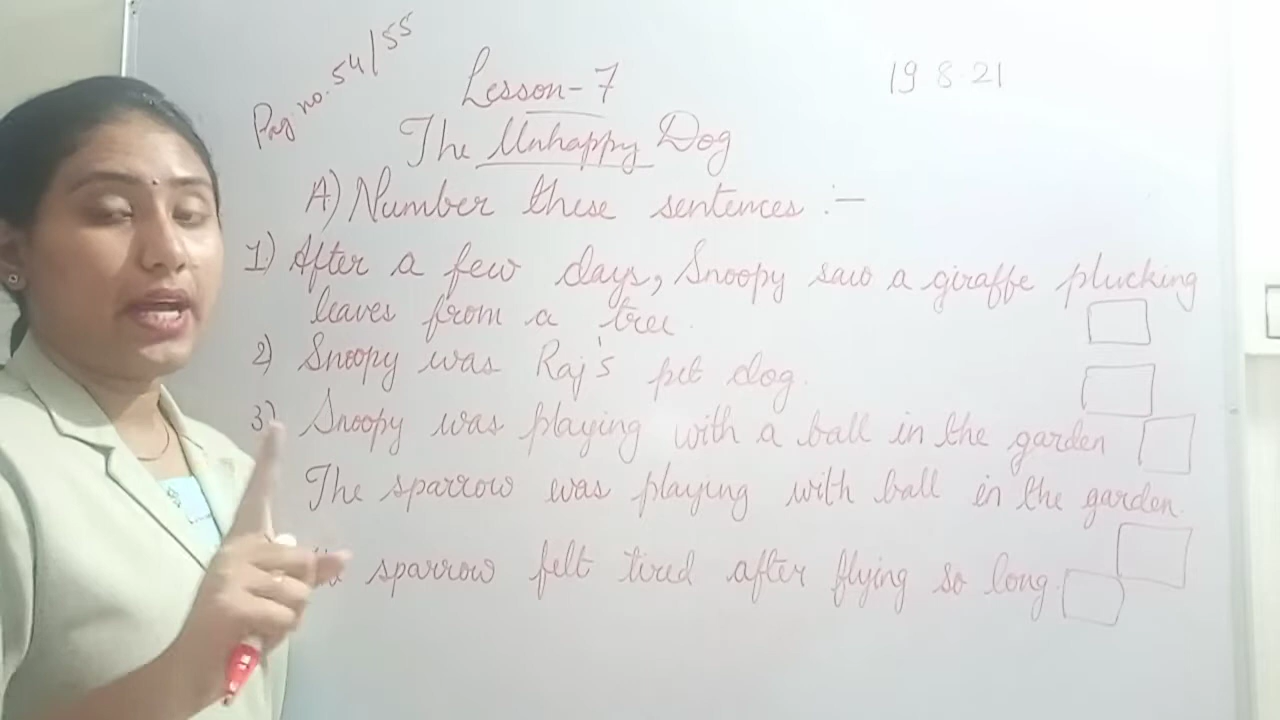 Pag no. 54/55
19.8.21
Lesson-7
The Unhappy Dog
A) Number these sentences :-
1) After a few days, Snoopy saw a giraffe plucking
leaves from a tree.
2) Snoopy was Raj's pet dog.
3) Snoopy was playing with a ball in the garden
The sparrow was playing with ball in the garden.
sparrow felt tired after flying so long.